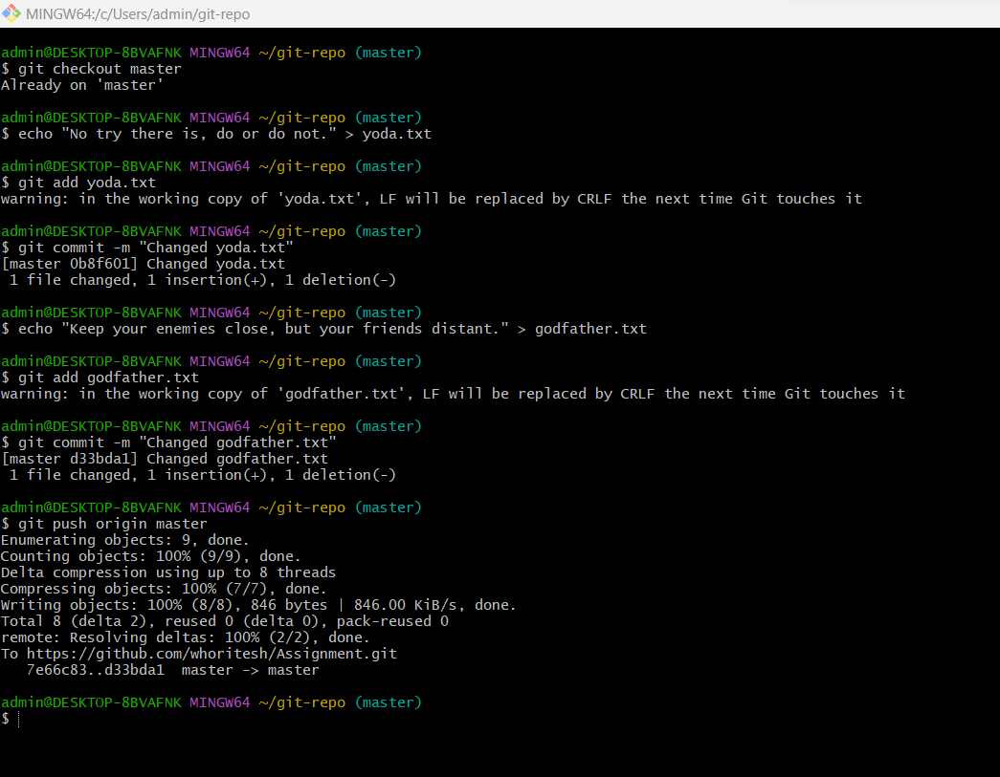 MINGW64:/c/Users/admin/git-repo
admin@DESKTOP-8BVAFNK MINGW64 ~/git-repo (master)
$ git checkout master
Already on 'master'
admin@DESKTOP-8BVAFNK MINGW64 ~/git-repo (master)
$ echo "No try there is, do or do not." > yoda.txt
admin@DESKTOP-8BVAFNK MINGW64 ~/git-repo (master)
$ git add yoda.txt
warning: in the working copy of 'yoda.txt', LF will be replaced by CRLF the next time Git touches it
admin@DESKTOP-8BVAFNK MINGW64 ~/git-repo (master)
$ git commit -m "Changed yoda.txt"
[master 0b8f601] Changed yoda.txt
 1 file changed, 1 insertion(+), 1 deletion(-)
admin@DESKTOP-8BVAFNK MINGW64 ~/git-repo (master)
$ echo "Keep your enemies close, but your friends distant." > godfather.txt
admin@DESKTOP-8BVAFNK MINGW64 ~/git-repo (master)
$ git add godfather.txt
warning: in the working copy of 'godfather.txt', LF will be replaced by CRLF the next time Git touches it
admin@DESKTOP-8BVAFNK MINGW64 ~/git-repo (master)
$ git commit -m "Changed godfather.txt"
[master d33bda1] Changed godfather.txt
 1 file changed, 1 insertion(+), 1 deletion(-)
admin@DESKTOP-8BVAFNK MINGW64 ~/git-repo (master)
$ git push origin master
Enumerating objects: 9, done.
Counting objects: 100% (9/9), done.
Delta compression using up to 8 threads
Compressing objects: 100% (7/7), done.
Writing objects: 100% (8/8), 846 bytes | 846.00 KiB/s, done.
Total 8 (delta 2), reused 0 (delta 0), pack-reused 0
remote: Resolving deltas: 100% (2/2), done.
To https://github.com/whoritesh/Assignment.git
   7e66c83..d33bda1  master -> master
admin@DESKTOP-8BVAFNK MINGW64 ~/git-repo (master)
$